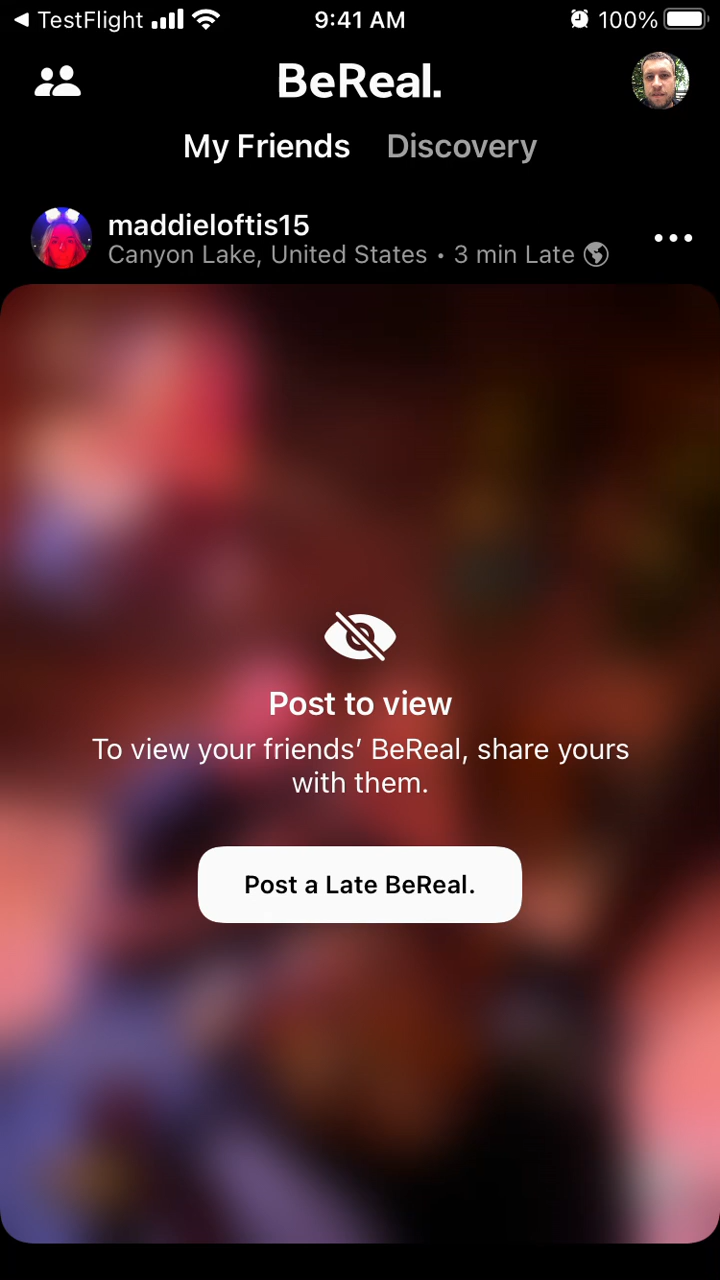 TestFlight
9:41 AM
100%
BeReal.
My Friends
Discovery
maddieloftis15
Canyon Lake, United States • 3 min Late
Post to view
To view your friends’ BeReal, share yours
with them.
Post a Late BeReal.